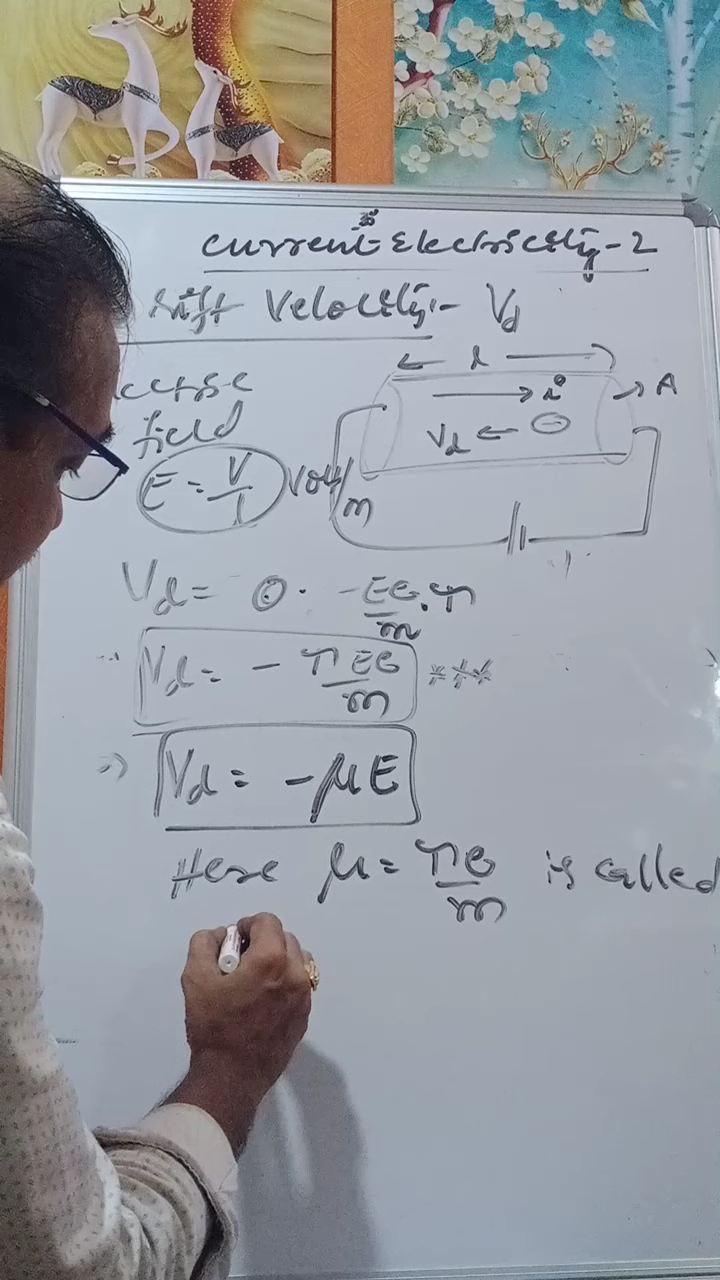 ॐ
Current Electricity-2
Drift Velocity:- Vd
field
E = V/l Volt/m
l
i
A
Vd ← ⊖
Vd = 0 · -Ee/m . τ
Vd = - τEe/m ***
⇒ Vd = -μE
Here μ = τe/m is called